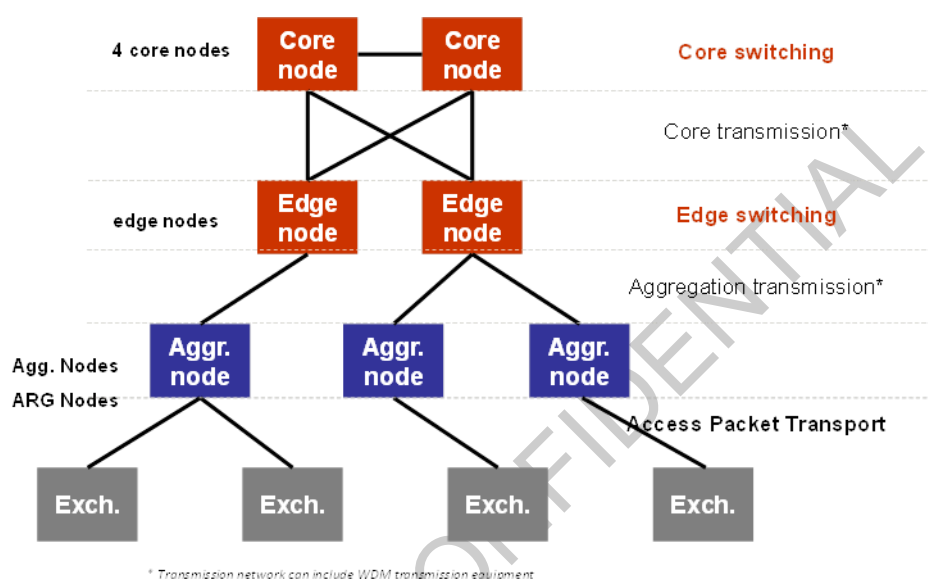 4 core nodes
Core
node
Core
node
Core switching
Core transmission*
edge nodes
Edge
node
Edge
node
Edge switching
Aggregation transmission*
Agg. Nodes
ARG Nodes
Aggr.
node
Aggr.
node
Aggr.
node
Access Packet Transport
Exch.
Exch.
Exch.
Exch.
* Transmission network can include WDM transmission equipment
ONFIDENTIAL